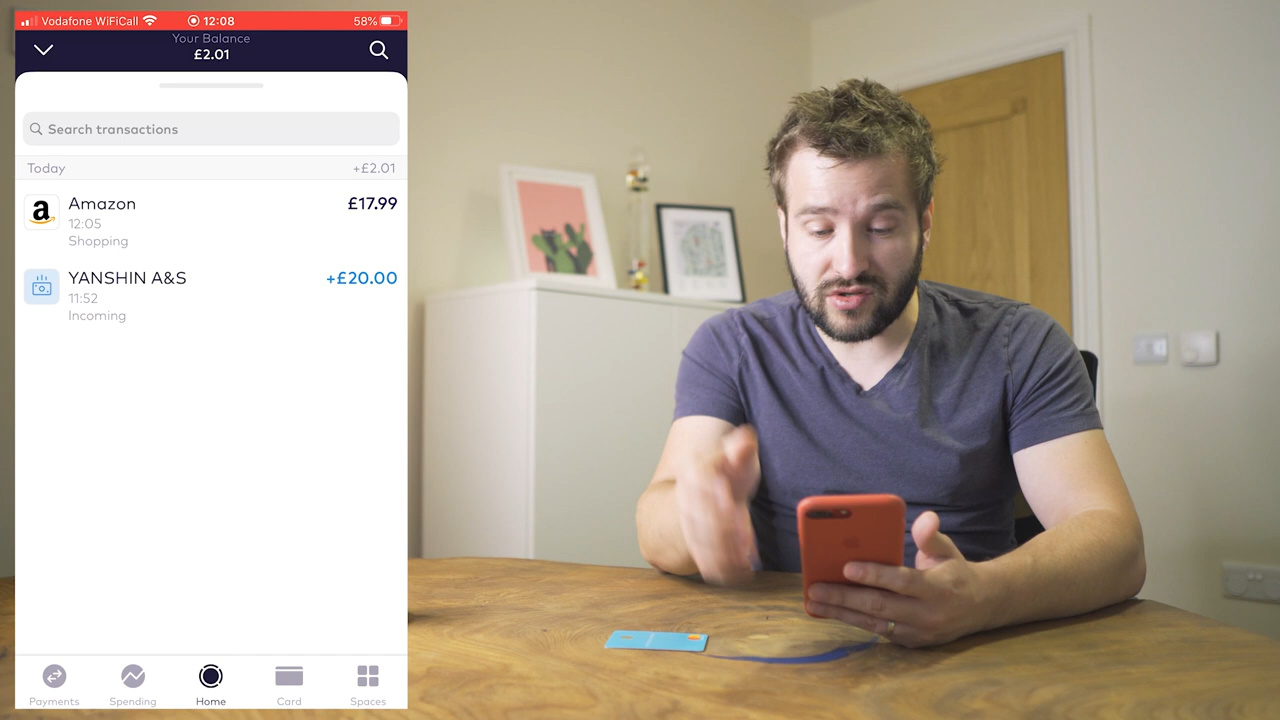 Vodafone WiFiCall 12:08 58%
Your Balance
£2.01
Search transactions
Today +£2.01
a Amazon £17.99
12:05
Shopping
YANSHIN A&S +£20.00
11:52
Incoming
Payments Spending Home Card Spaces